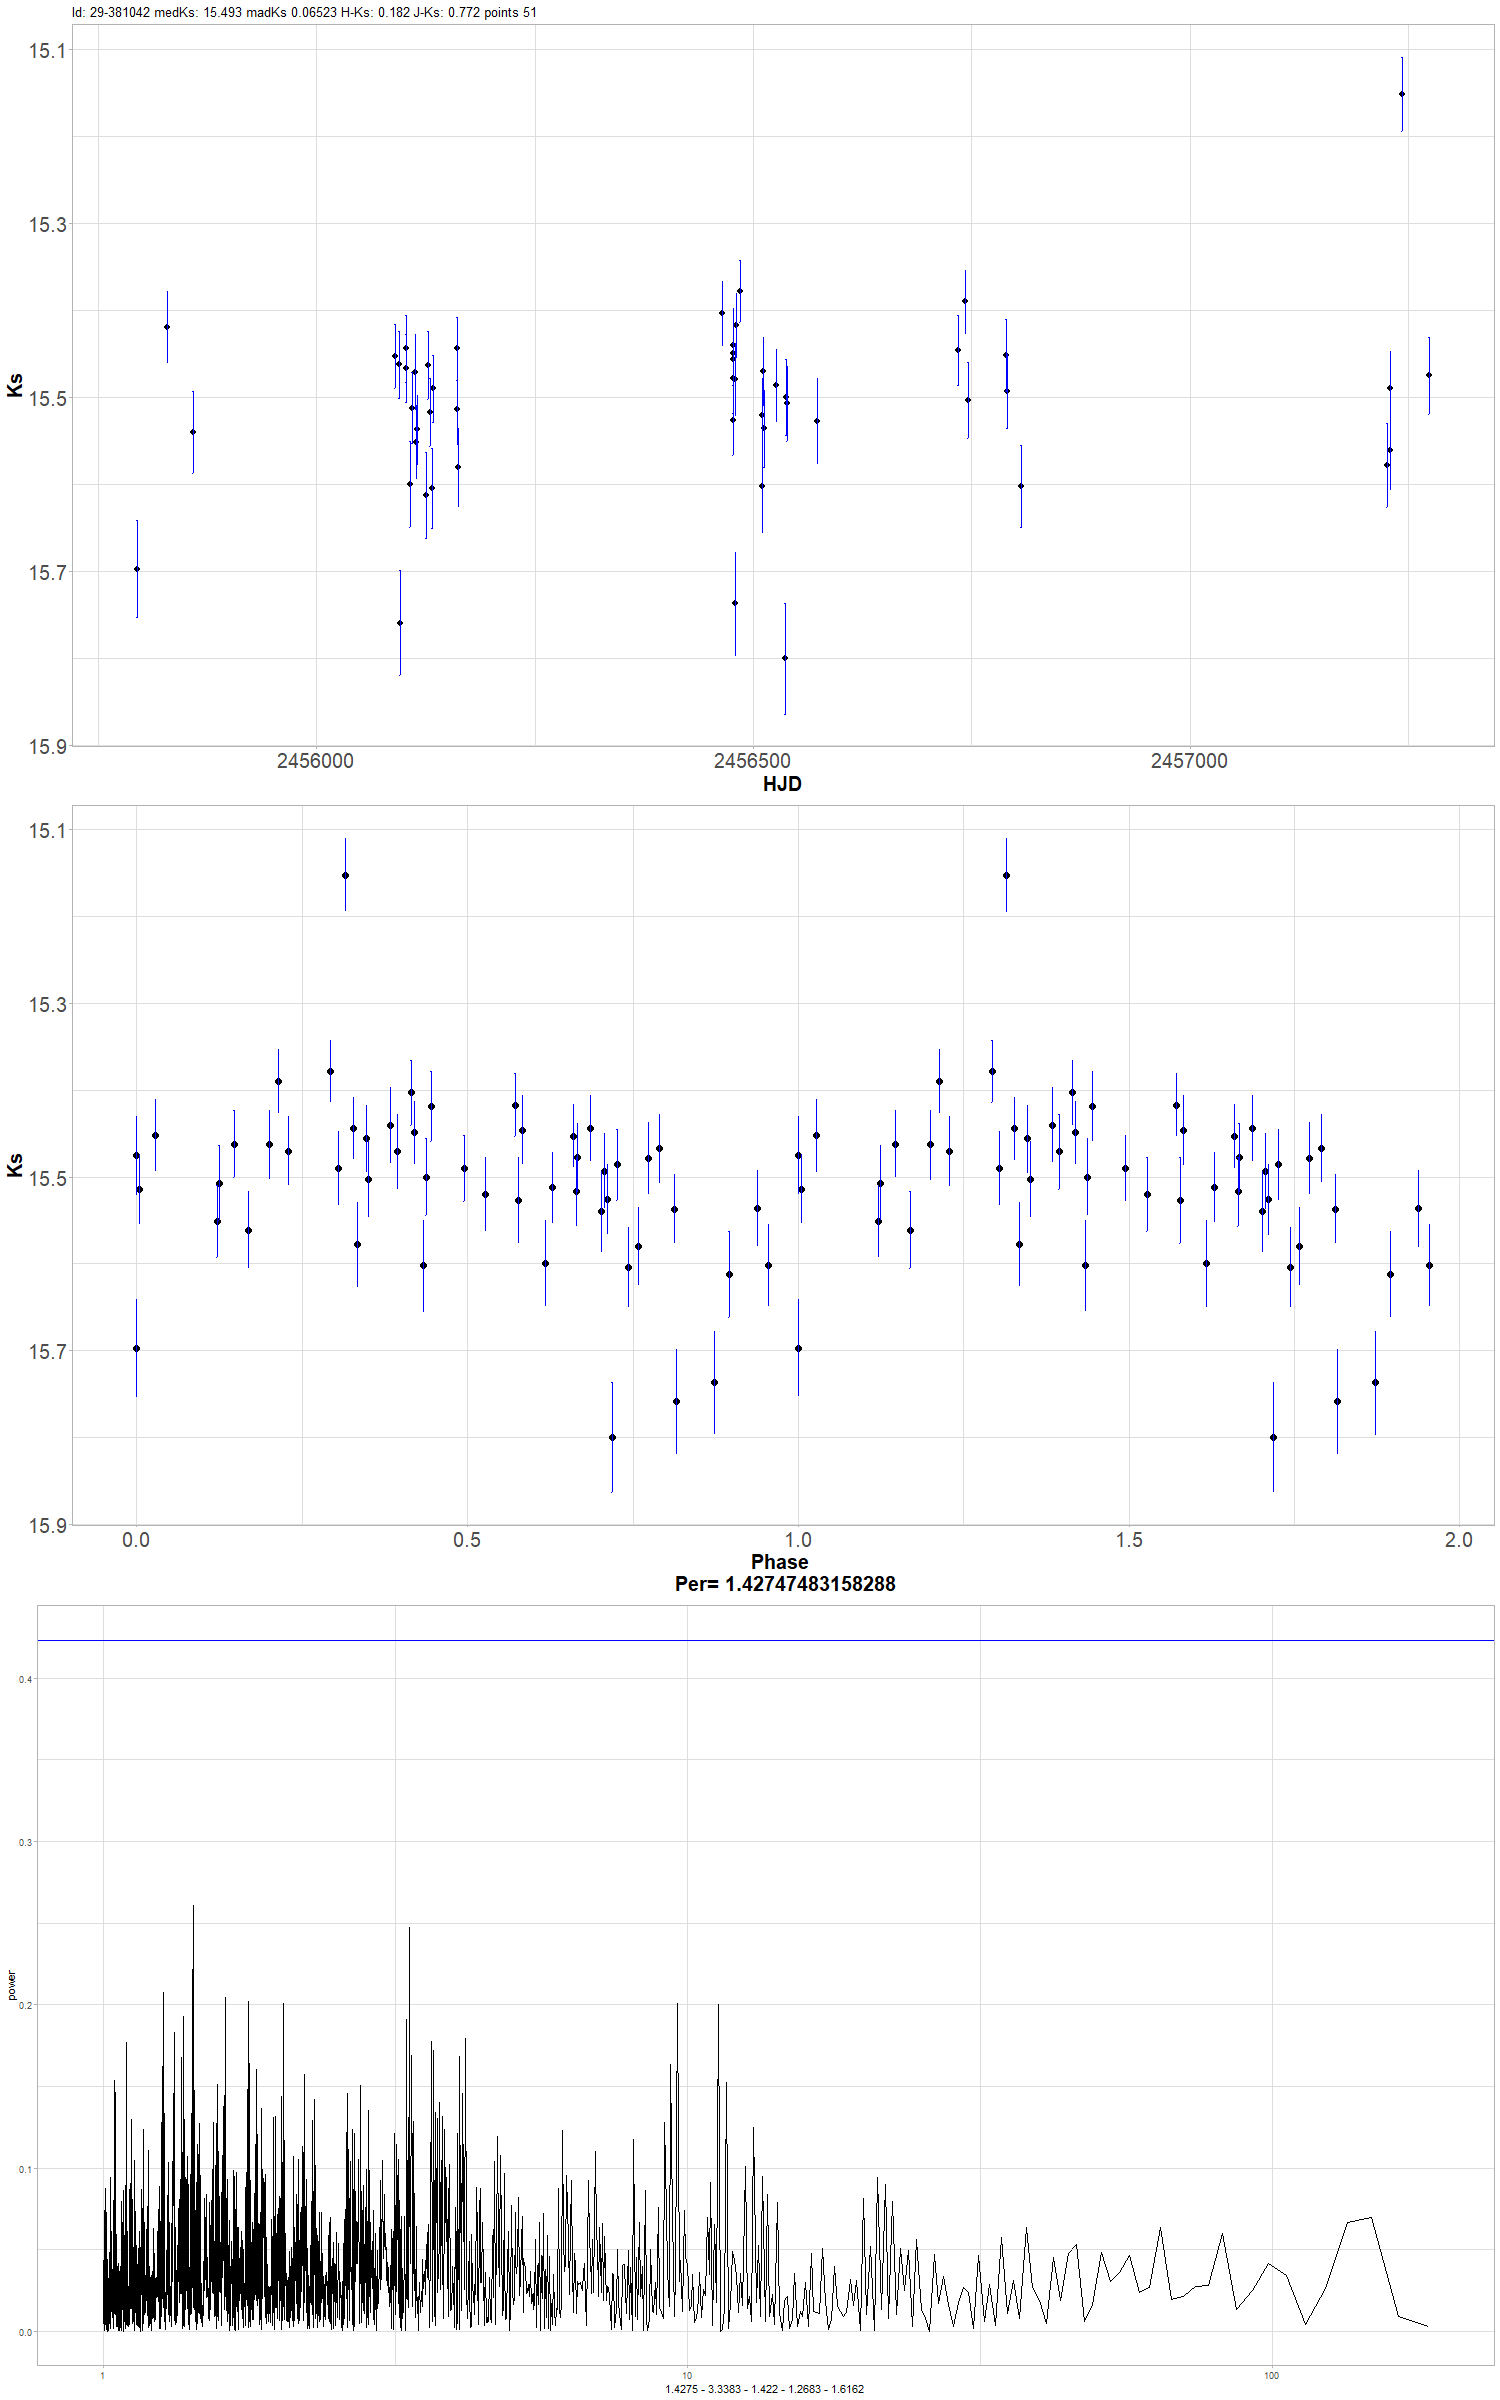 Id: 29-381042 medKs: 15.493 madKs 0.06523 H-Ks: 0.182 J-Ks: 0.772 points 51
15.1
15.3
15.5
15.7
15.9
Ks
2456000 2456500 2457000
HJD
15.1
15.3
15.5
15.7
15.9
Ks
0.0 0.5 1.0 1.5 2.0
Phase
Per= 1.42747483158288
0.4
0.3
0.2
0.1
0.0
power
1 10 100
1.4275 - 3.3383 - 1.422 - 1.2683 - 1.6162